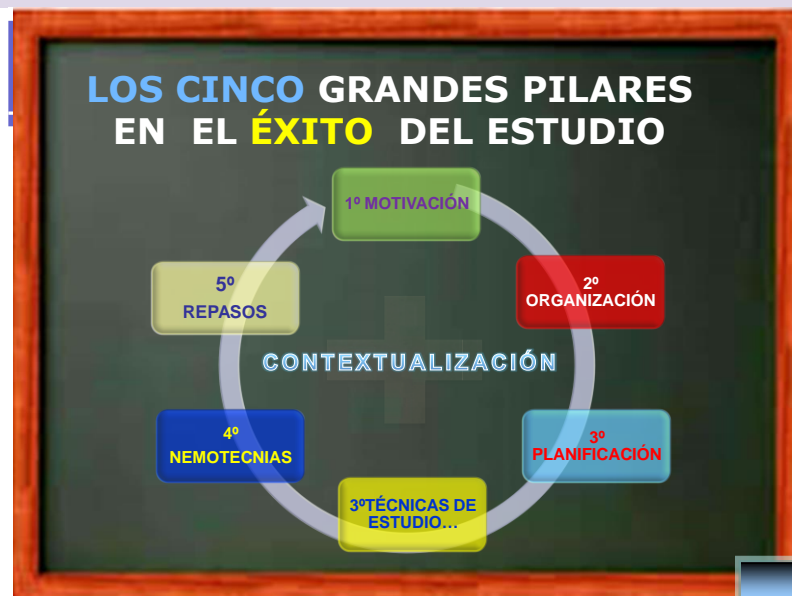 LOS CINCO GRANDES PILARES
EN EL ÉXITO DEL ESTUDIO
1º MOTIVACIÓN
2º
ORGANIZACIÓN
3º
PLANIFICACIÓN
3ºTÉCNICAS DE
ESTUDIO...
4º
NEMOTECNIAS
5º
REPASOS
CONTEXTUALIZACIÓN